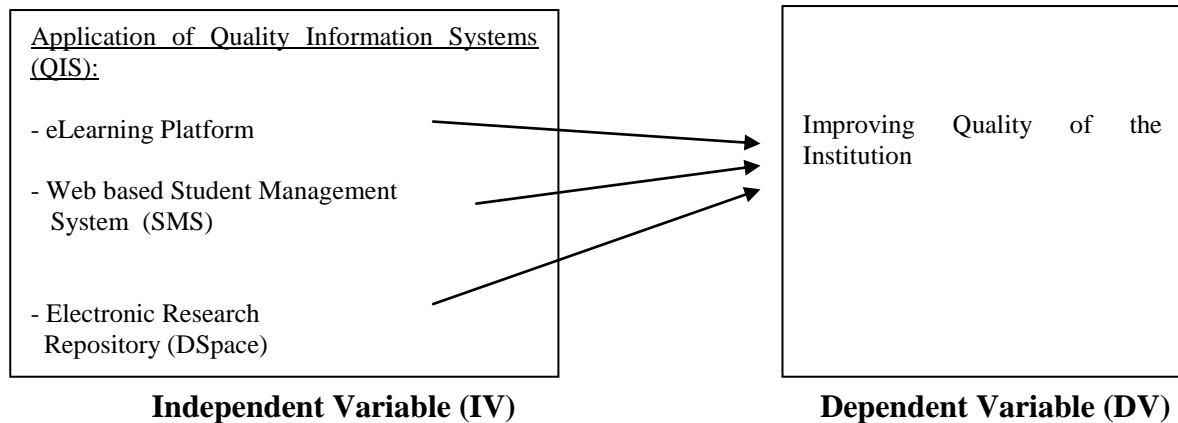 Application of Quality Information Systems
(QIS):
- eLearning Platform
- Web based Student Management
System (SMS)
- Electronic Research
Repository (DSpace)
Improving Quality of the
Institution
Independent Variable (IV)
Dependent Variable (DV)